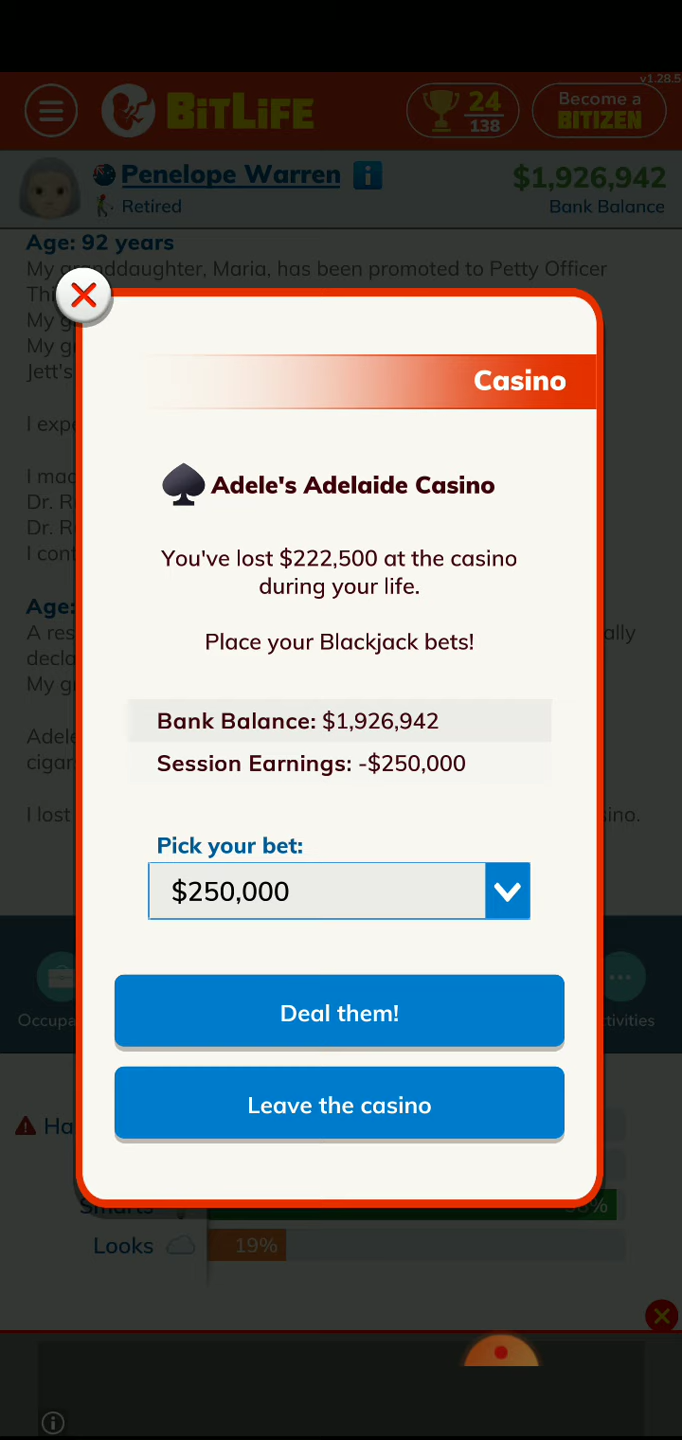 v1.28.5
BITLIFE
24
138
Become a
BITIZEN
Penelope Warren
$1,926,942
Retired
Bank Balance
Age: 92 years
My granddaughter, Maria, has been promoted to Petty Officer
Casino
Adele's Adelaide Casino
You've lost $222,500 at the casino
during your life.
Place your Blackjack bets!
Bank Balance: $1,926,942
Session Earnings: -$250,000
Pick your bet:
$250,000
Deal them!
Leave the casino
Age:
I lost
Smarts
Looks
19%